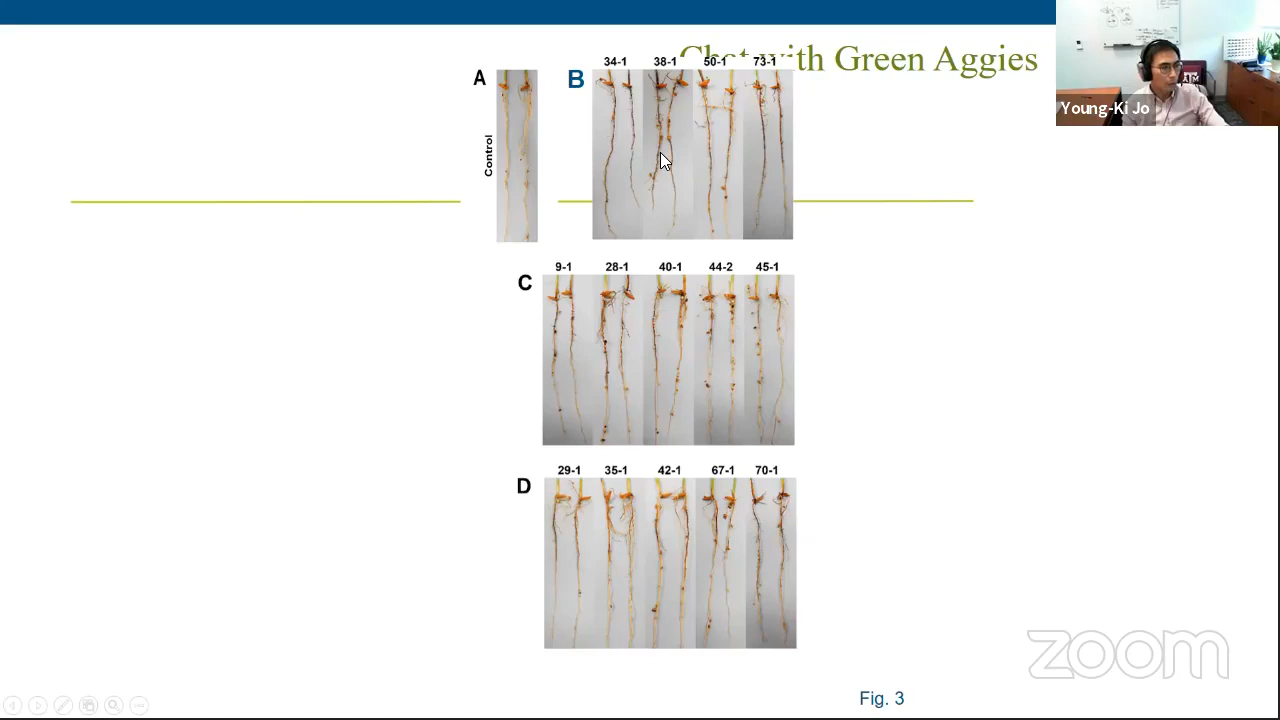 Chat with Green Aggies
A
Control
B
34-1 38-1 50-1 73-1
Young-Ki Jo
C
9-1 28-1 40-1 44-2 45-1
D
29-1 35-1 42-1 67-1 70-1
zoom
Fig. 3